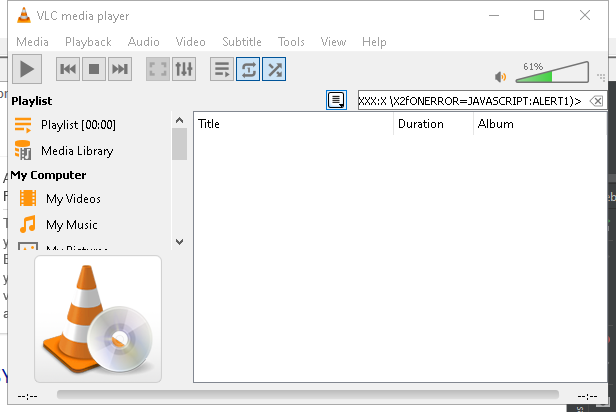 VLC media player
Media Playback Audio Video Subtitle Tools View Help
61%
Playlist
XXX:X \X2fONERROR=JAVASCRIPT:ALERT1)>
Playlist [00:00]
Title Duration Album
Media Library
My Computer
My Videos
My Music
My Pictures
--:-- --:--